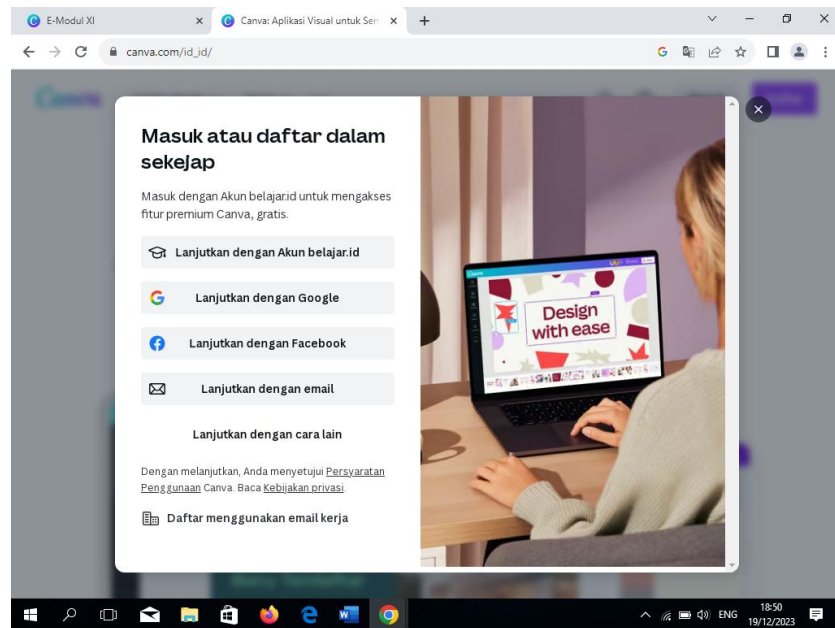 E-Modul XI
Canva: Aplikasi Visual untuk Sem
canva.com/id_id/
Canva
Masuk atau daftar dalam
sekejap
Masuk dengan Akun belajar.id untuk mengakses
fitur premium Canva, gratis.
Lanjutkan dengan Akun belajar.id
Lanjutkan dengan Google
Lanjutkan dengan Facebook
Lanjutkan dengan email
Lanjutkan dengan cara lain
Dengan melanjutkan, Anda menyetujui Persyaratan
Penggunaan Canva. Baca Kebijakan privasi.
Daftar menggunakan email kerja
Canva
Design
with ease
ENG
18:50
19/12/2023